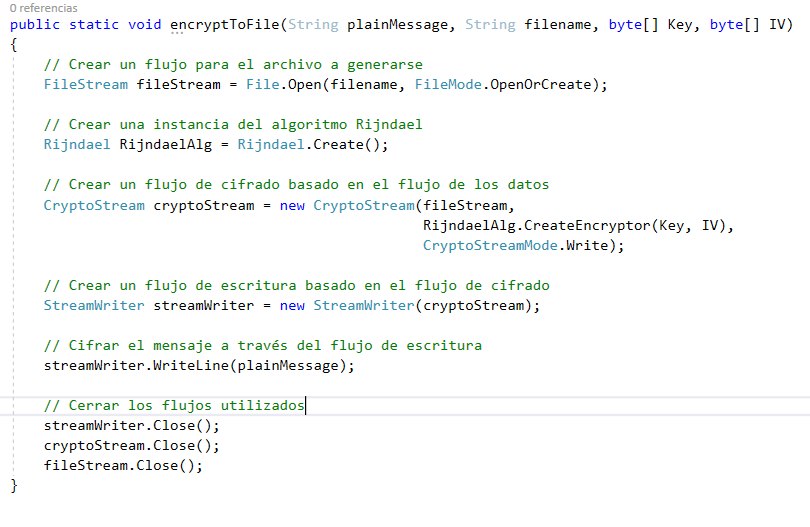 0 referencias
public static void encryptToFile(String plainMessage, String filename, byte[] Key, byte[] IV)
{
    // Crear un flujo para el archivo a generarse
    FileStream fileStream = File.Open(filename, FileMode.OpenOrCreate);

    // Crear una instancia del algoritmo Rijndael
    Rijndael RijndaelAlg = Rijndael.Create();

    // Crear un flujo de cifrado basado en el flujo de los datos
    CryptoStream cryptoStream = new CryptoStream(fileStream,
                                                 RijndaelAlg.CreateEncryptor(Key, IV),
                                                 CryptoStreamMode.Write);

    // Crear un flujo de escritura basado en el flujo de cifrado
    StreamWriter streamWriter = new StreamWriter(cryptoStream);

    // Cifrar el mensaje a través del flujo de escritura
    streamWriter.WriteLine(plainMessage);

    // Cerrar los flujos utilizados
    streamWriter.Close();
    cryptoStream.Close();
    fileStream.Close();
}